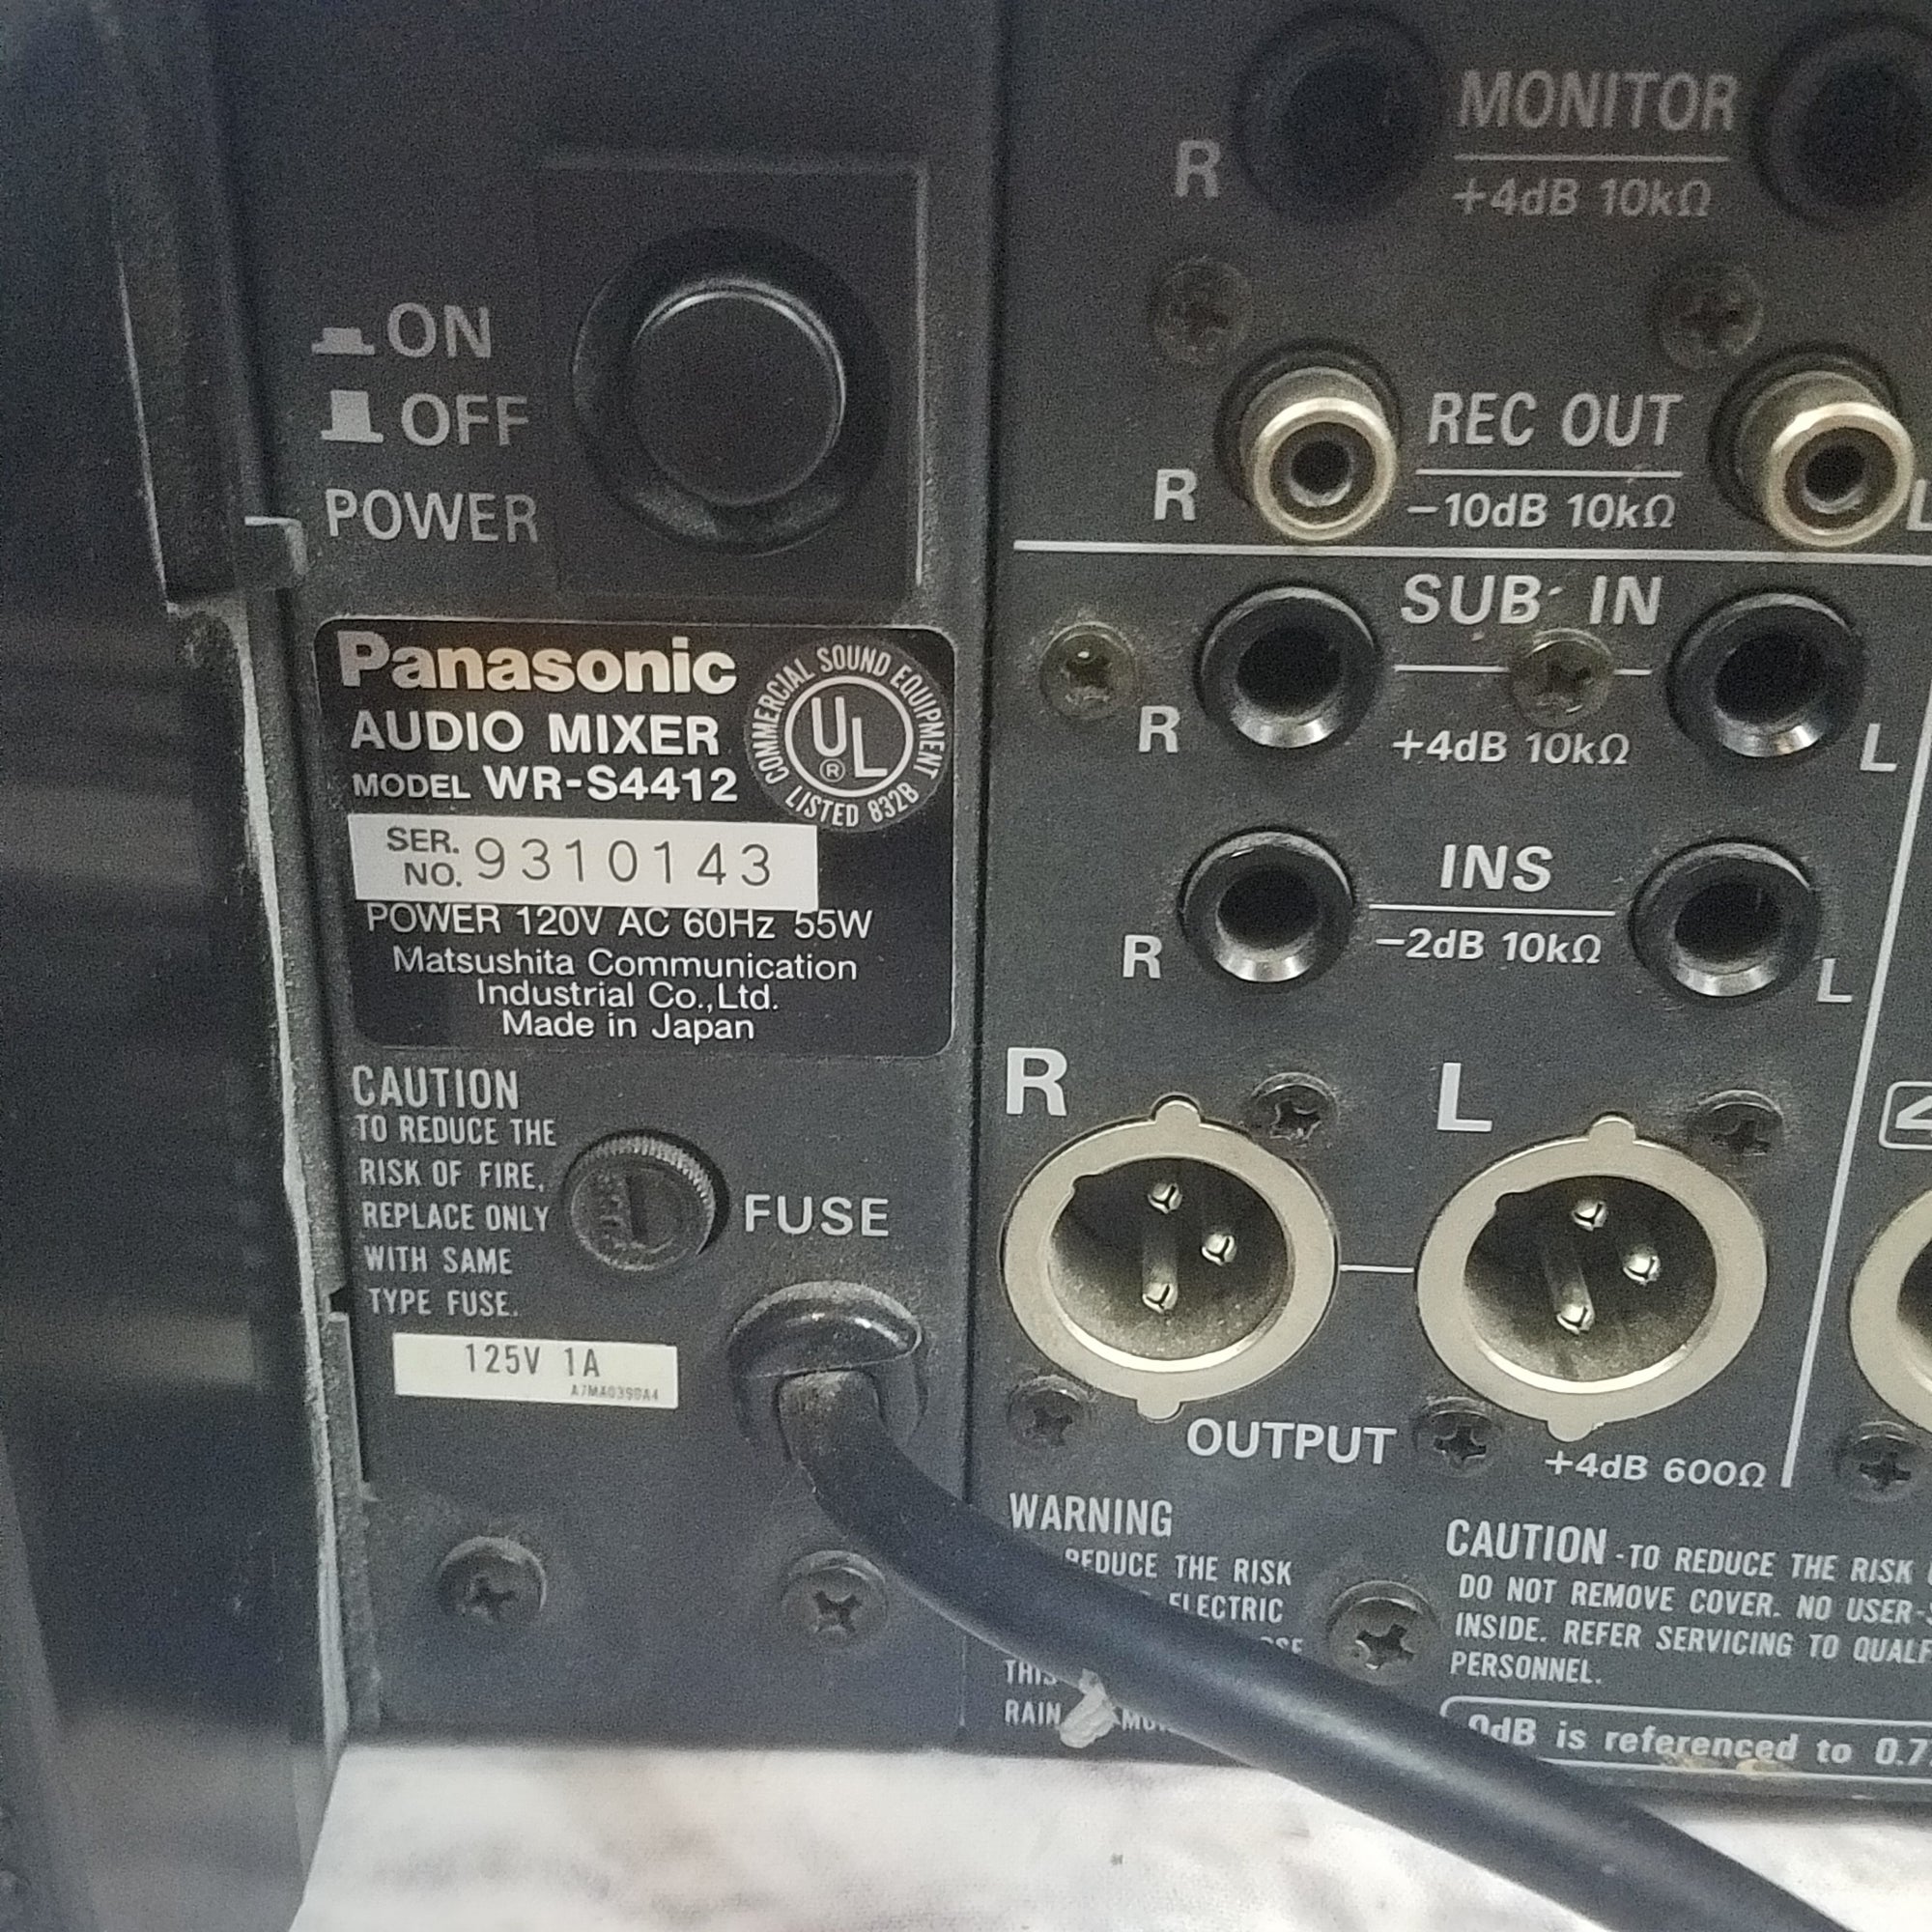 ON
OFF
POWER
Panasonic
AUDIO MIXER
MODEL WR-S4412
COMMERCIAL SOUND EQUIPMENT
UL
®
LISTED 832B
SER.
NO. 9310143
POWER 120V AC 60Hz 55W
Matsushita Communication
Industrial Co.,Ltd.
Made in Japan
CAUTION
TO REDUCE THE
RISK OF FIRE,
REPLACE ONLY
WITH SAME
TYPE FUSE.
FUSE
125V 1A
MONITOR
R
+4dB 10kΩ
REC OUT
R L
-10dB 10kΩ
SUB IN
R L
+4dB 10kΩ
INS
R L
-2dB 10kΩ
R L
OUTPUT
+4dB 600Ω
WARNING
REDUCE THE RISK
ELECTRIC
THIS
RAIN
CAUTION -TO REDUCE THE RISK
DO NOT REMOVE COVER. NO USER-
INSIDE. REFER SERVICING TO QUALIF
PERSONNEL.
0dB is referenced to 0.7